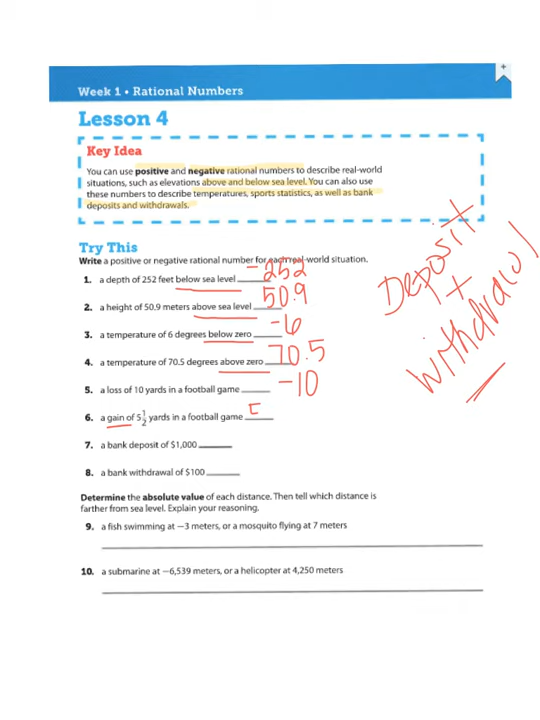 Week 1 • Rational Numbers
Lesson 4
Key Idea
You can use positive and negative rational numbers to describe real-world
situations, such as elevations above and below sea level. You can also use
these numbers to describe temperatures, sports statistics, as well as bank
deposits and withdrawals.
Try This
Write a positive or negative rational number for each real-world situation.
1. a depth of 252 feet below sea level -252
2. a height of 50.9 meters above sea level 50.9
3. a temperature of 6 degrees below zero -6
4. a temperature of 70.5 degrees above zero 70.5
5. a loss of 10 yards in a football game -10
6. a gain of 5 1/2 yards in a football game
7. a bank deposit of $1,000
8. a bank withdrawal of $100
Deposit
+
withdrawal
—
Determine the absolute value of each distance. Then tell which distance is
farther from sea level. Explain your reasoning.
9. a fish swimming at −3 meters, or a mosquito flying at 7 meters
10. a submarine at −6,539 meters, or a helicopter at 4,250 meters